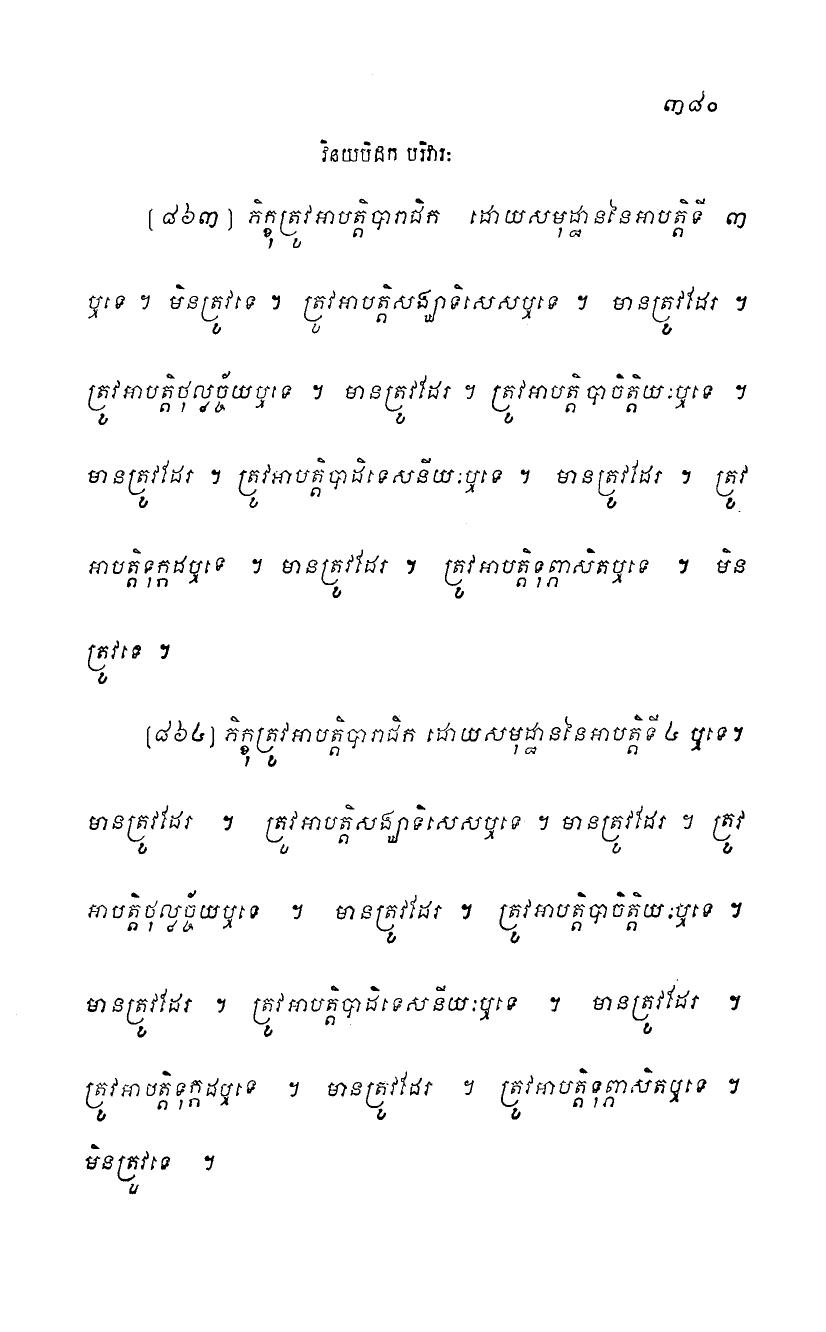 ៣៨០
វិនយបិដក បរិវារៈ
[៨៦៣] ភិក្ខុត្រូវអាបត្តិបារាជិក ដោយសមុដ្ឋាននៃអាបត្តិទី ៣
ឬទេ ។ មិនត្រូវទេ ។ ត្រូវអាបត្តិសង្ឃាទិសេសឬទេ ។ មានត្រូវដែរ ។
ត្រូវអាបត្តិថុល្លច្ច័យឬទេ ។ មានត្រូវដែរ ។ ត្រូវអាបត្តិបាចិត្តិយៈឬទេ ។
មានត្រូវដែរ ។ ត្រូវអាបត្តិបាដិទេសនីយៈឬទេ ។ មានត្រូវដែរ ។ ត្រូវ
អាបត្តិទុក្កដឬទេ ។ មានត្រូវដែរ ។ ត្រូវអាបត្តិទុព្ភាសិតឬទេ ។ មិន
ត្រូវទេ ។
[៨៦៤] ភិក្ខុត្រូវអាបត្តិបារាជិក ដោយសមុដ្ឋាននៃអាបត្តិទី ៤ ឬទេ។
មានត្រូវដែរ ។ ត្រូវអាបត្តិសង្ឃាទិសេសឬទេ ។ មានត្រូវដែរ ។ ត្រូវ
អាបត្តិថុល្លច្ច័យឬទេ ។ មានត្រូវដែរ ។ ត្រូវអាបត្តិបាចិត្តិយៈឬទេ ។
មានត្រូវដែរ ។ ត្រូវអាបត្តិបាដិទេសនីយៈឬទេ ។ មានត្រូវដែរ ។
ត្រូវអាបត្តិទុក្កដឬទេ ។ មានត្រូវដែរ ។ ត្រូវអាបត្តិទុព្ភាសិតឬទេ ។
មិនត្រូវទេ ។